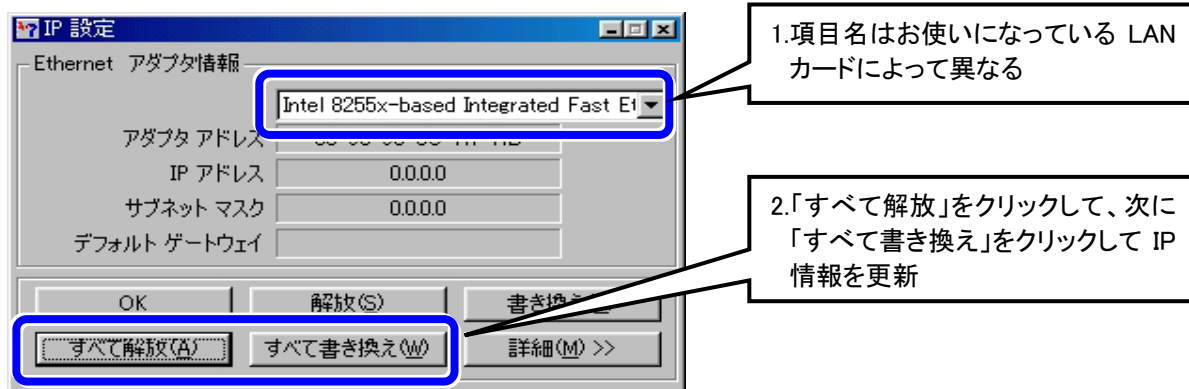 IP 設定
Ethernet アダプタ情報
Intel 8255x-based Integrated Fast Et
アダプタ アドレス
IP アドレス 0.0.0.0
サブネット マスク 0.0.0.0
デフォルト ゲートウェイ
OK 解放(S) 書き換え
すべて解放(A) すべて書き換え(W) 詳細(M) >>
1.項目名はお使いになっている LAN
カードによって異なる
2.「すべて解放」をクリックして、次に
「すべて書き換え」をクリックして IP
情報を更新